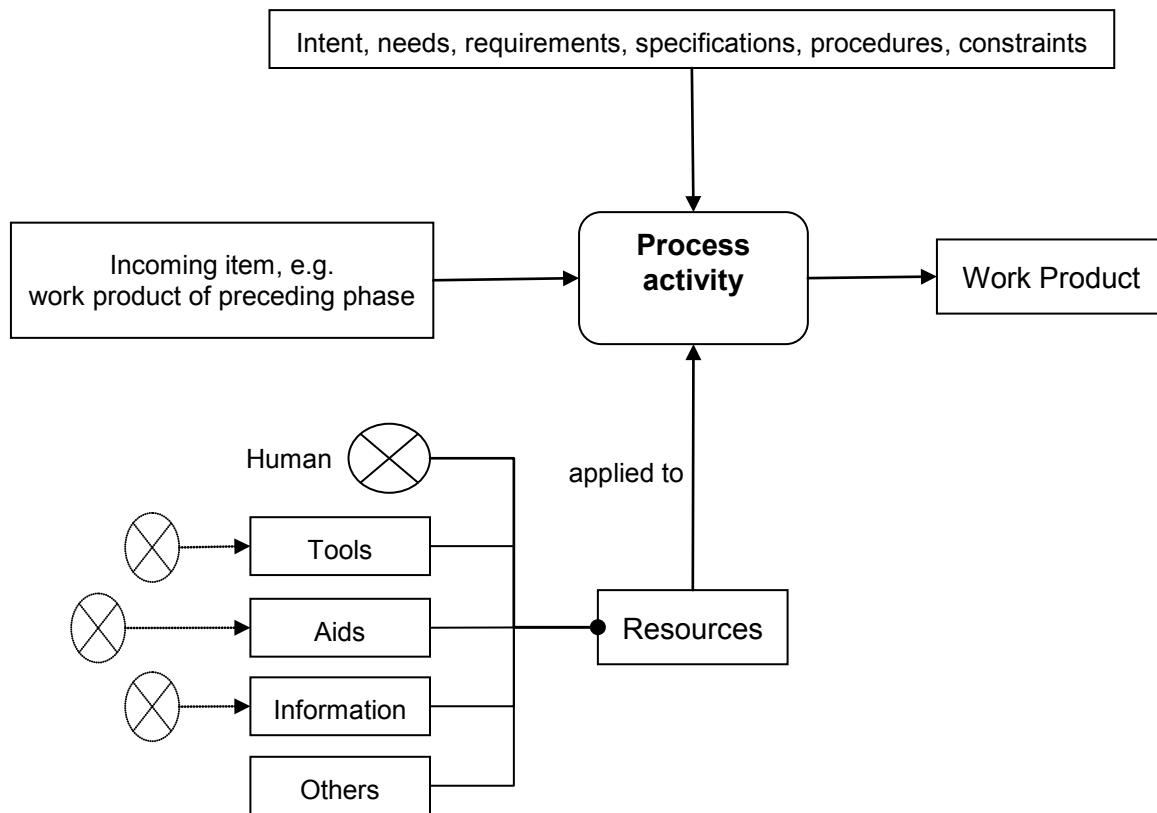 Intent, needs, requirements, specifications, procedures, constraints
Process
activity
Incoming item, e.g.
work product of preceding phase
Work Product
Human
applied to
Tools
Aids
Resources
Information
Others